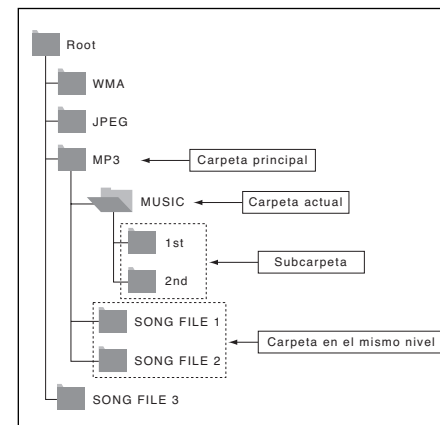 Root
WMA
JPEG
MP3
Carpeta principal
MUSIC
Carpeta actual
1st
Subcarpeta
2nd
SONG FILE 1
Carpeta en el mismo nivel
SONG FILE 2
SONG FILE 3